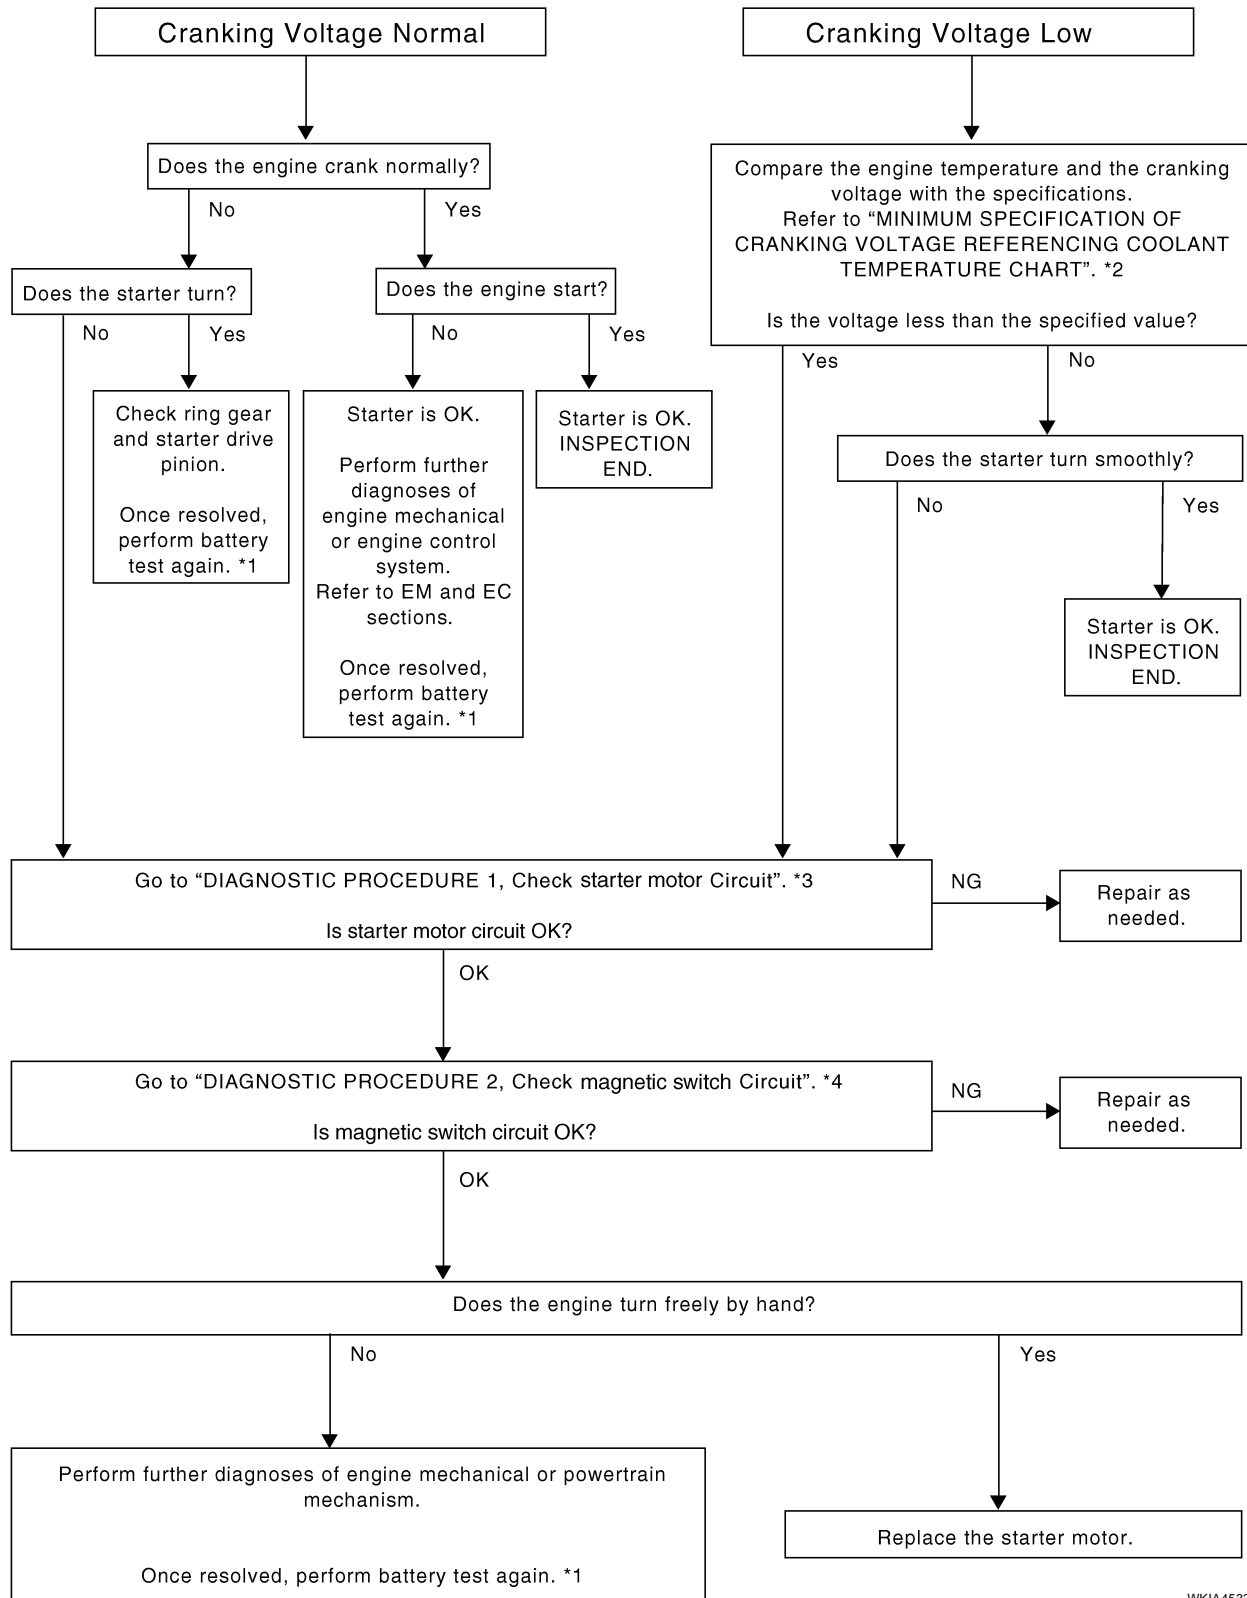 Cranking Voltage Normal
Cranking Voltage Low
Does the engine crank normally?
No
Yes
Does the starter turn?
No
Yes
Does the engine start?
No
Yes
Check ring gear
and starter drive
pinion.
Once resolved,
perform battery
test again. *1
Starter is OK.
Perform further
diagnoses of
engine mechanical
or engine control
system.
Refer to EM and EC
sections.
Once resolved,
perform battery
test again. *1
Starter is OK.
INSPECTION
END.
Compare the engine temperature and the cranking
voltage with the specifications.
Refer to “MINIMUM SPECIFICATION OF
CRANKING VOLTAGE REFERENCING COOLANT
TEMPERATURE CHART”. *2
Is the voltage less than the specified value?
Yes
No
Does the starter turn smoothly?
No
Yes
Starter is OK.
INSPECTION
END.
Go to “DIAGNOSTIC PROCEDURE 1, Check starter motor Circuit”. *3
Is starter motor circuit OK?
NG
Repair as
needed.
OK
Go to “DIAGNOSTIC PROCEDURE 2, Check magnetic switch Circuit”. *4
Is magnetic switch circuit OK?
NG
Repair as
needed.
OK
Does the engine turn freely by hand?
No
Yes
Perform further diagnoses of engine mechanical or powertrain
mechanism.
Once resolved, perform battery test again. *1
Replace the starter motor.